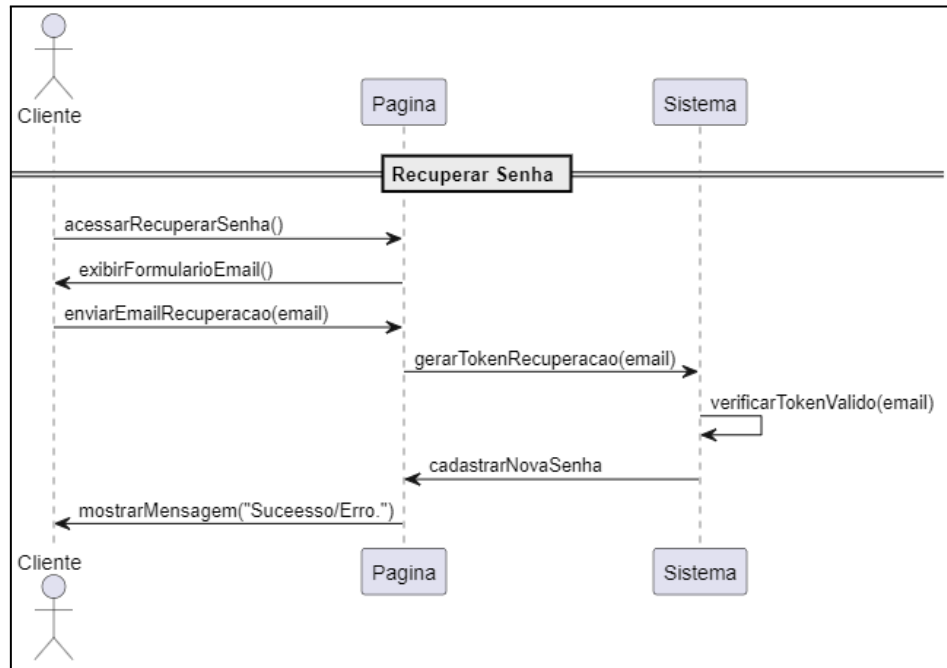 Cliente
Pagina
Sistema
Recuperar Senha
acessarRecuperarSenha()
exibirFormularioEmail()
enviarEmailRecuperacao(email)
gerarTokenRecuperacao(email)
verificarTokenValido(email)
cadastrarNovaSenha
mostrarMensagem("Suceesso/Erro.")
Cliente
Pagina
Sistema